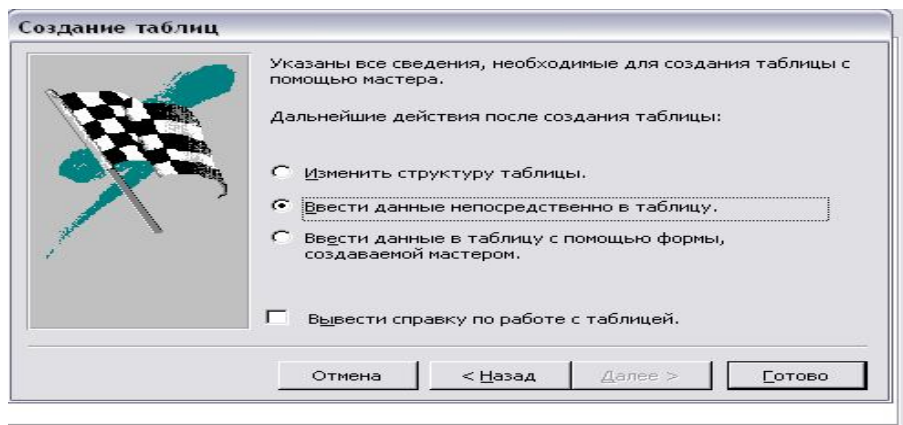 Создание таблиц
Указаны все сведения, необходимые для создания таблицы с
помощью мастера.
Дальнейшие действия после создания таблицы:
Изменить структуру таблицы.
Ввести данные непосредственно в таблицу.
Ввести данные в таблицу с помощью формы,
создаваемой мастером.
Вывести справку по работе с таблицей.
Отмена
< Назад
Далее >
Готово